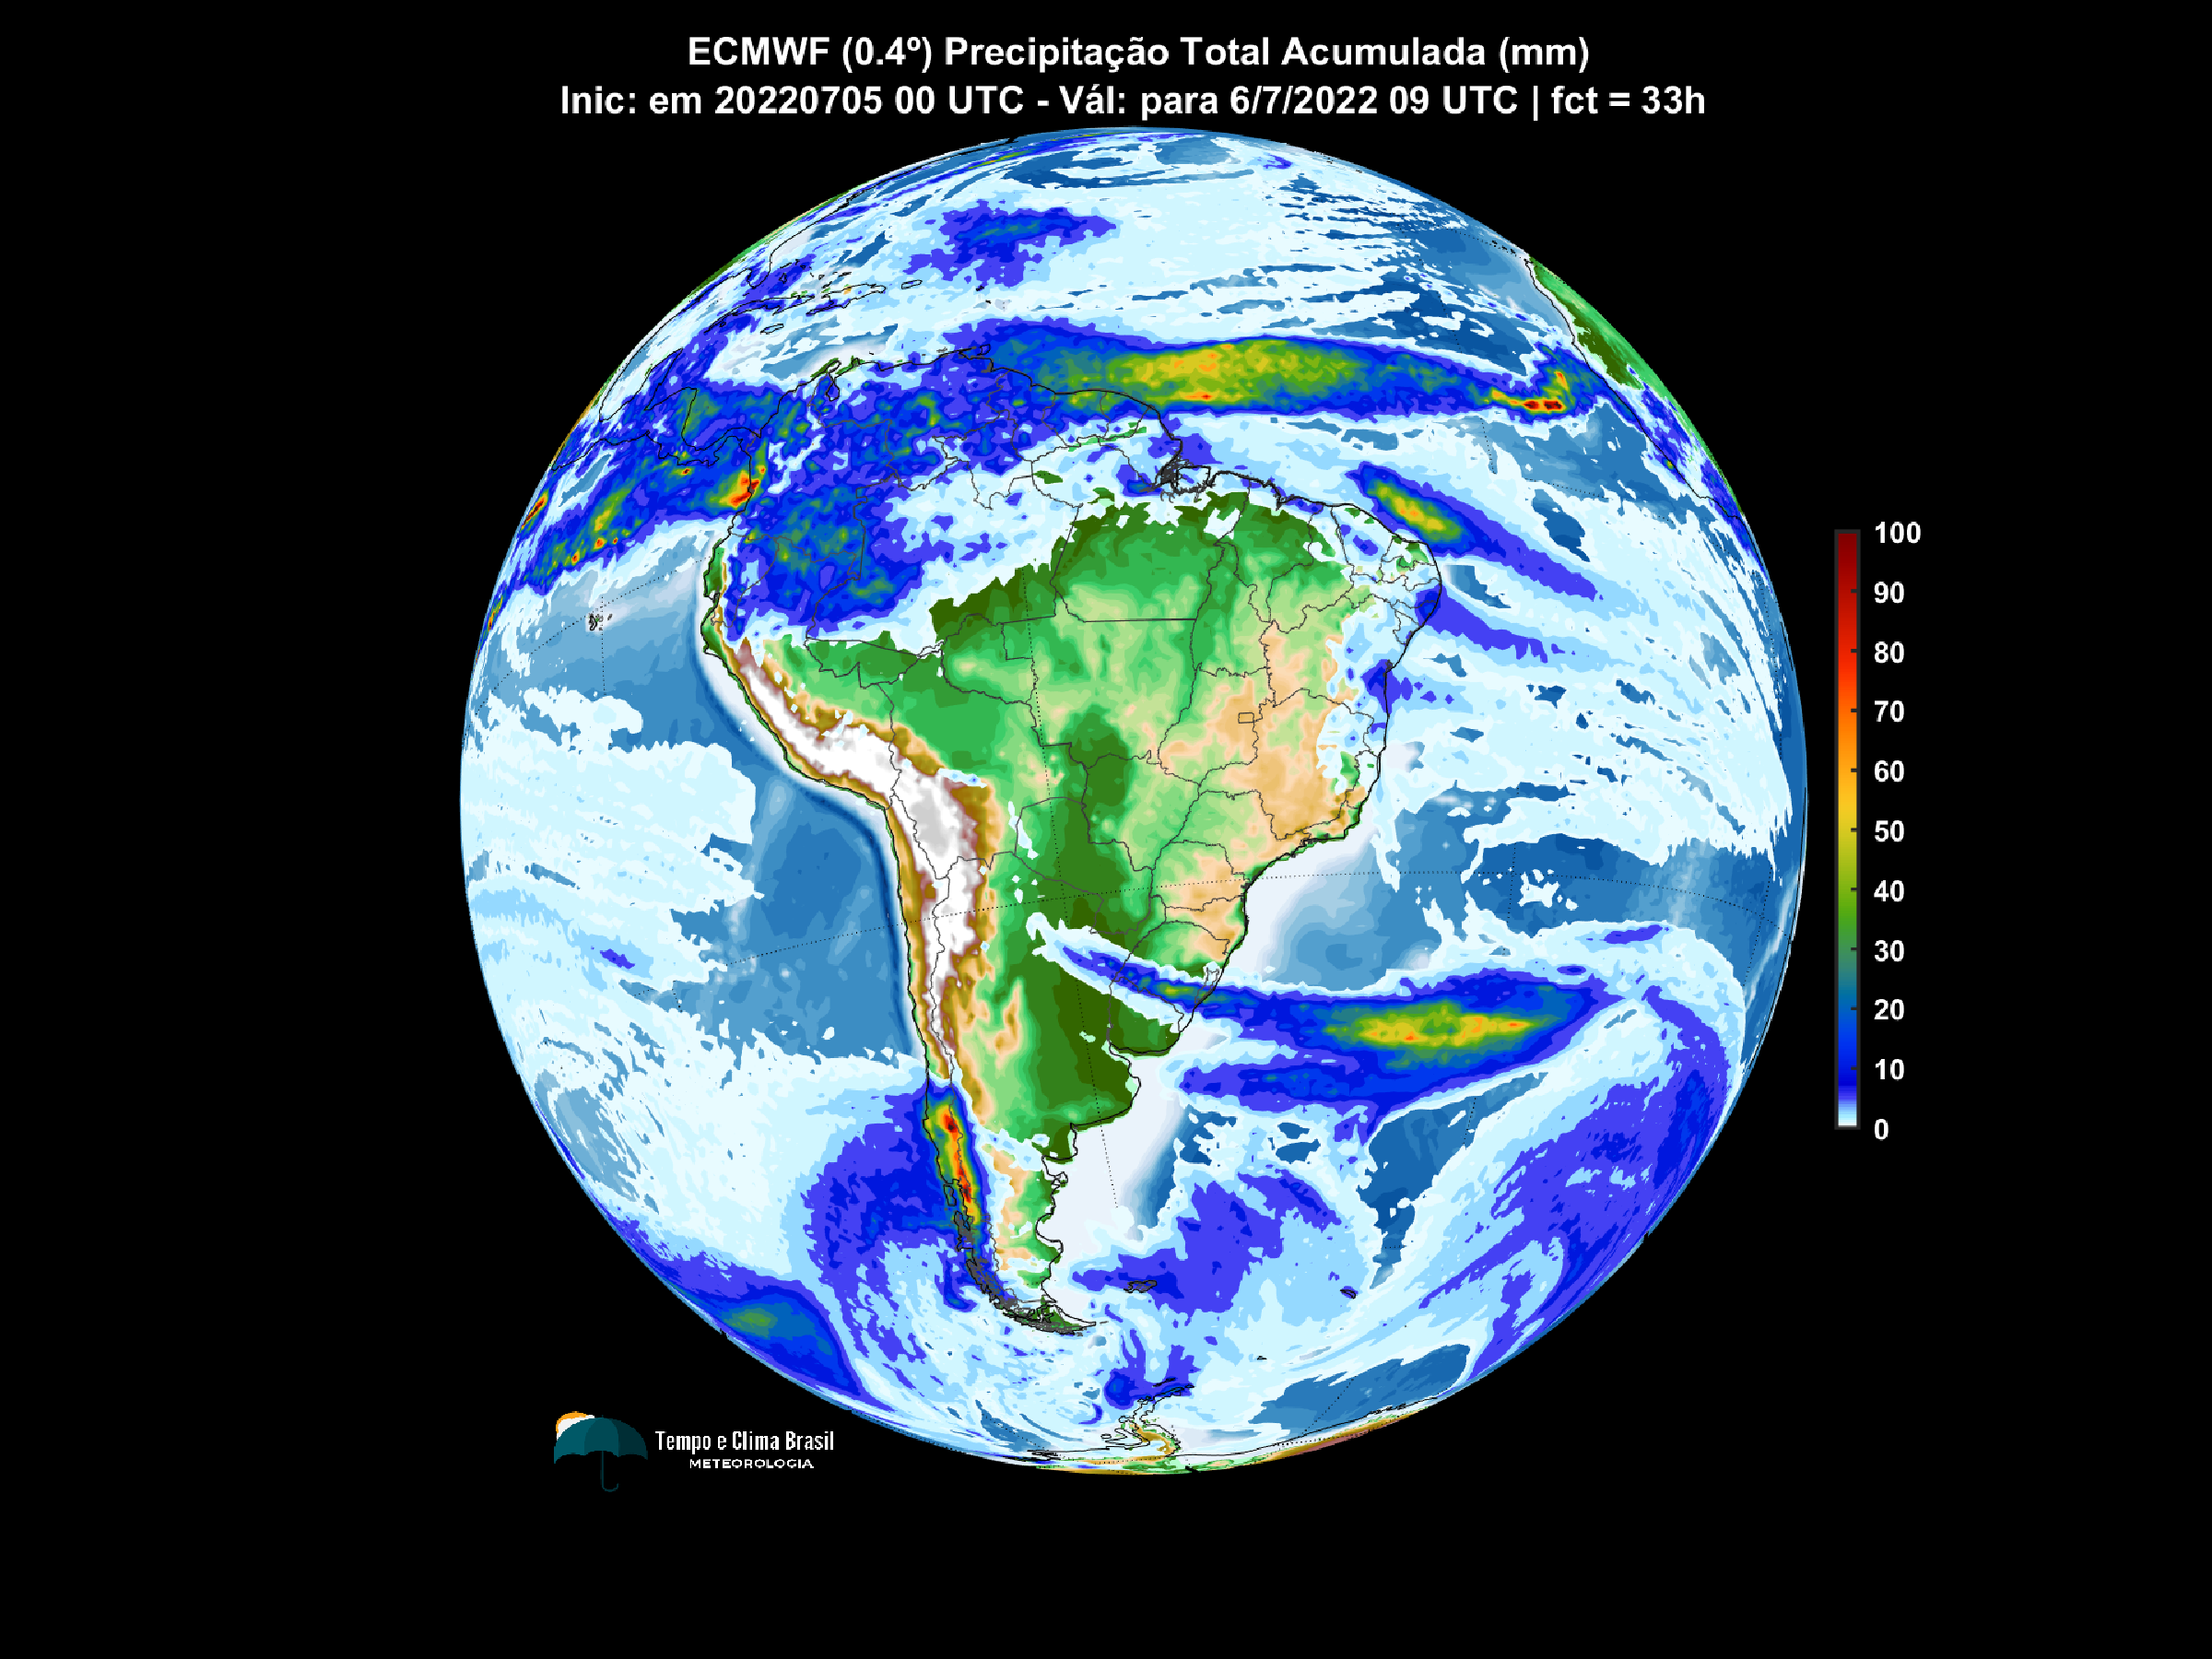 ECMWF (0.4º) Precipitação Total Acumulada (mm)
Inic: em 20220705 00 UTC - Vál: para 6/7/2022 09 UTC | fct = 33h
100
90
80
70
60
50
40
30
20
10
0
Tempo e Clima Brasil
METEOROLOGIA